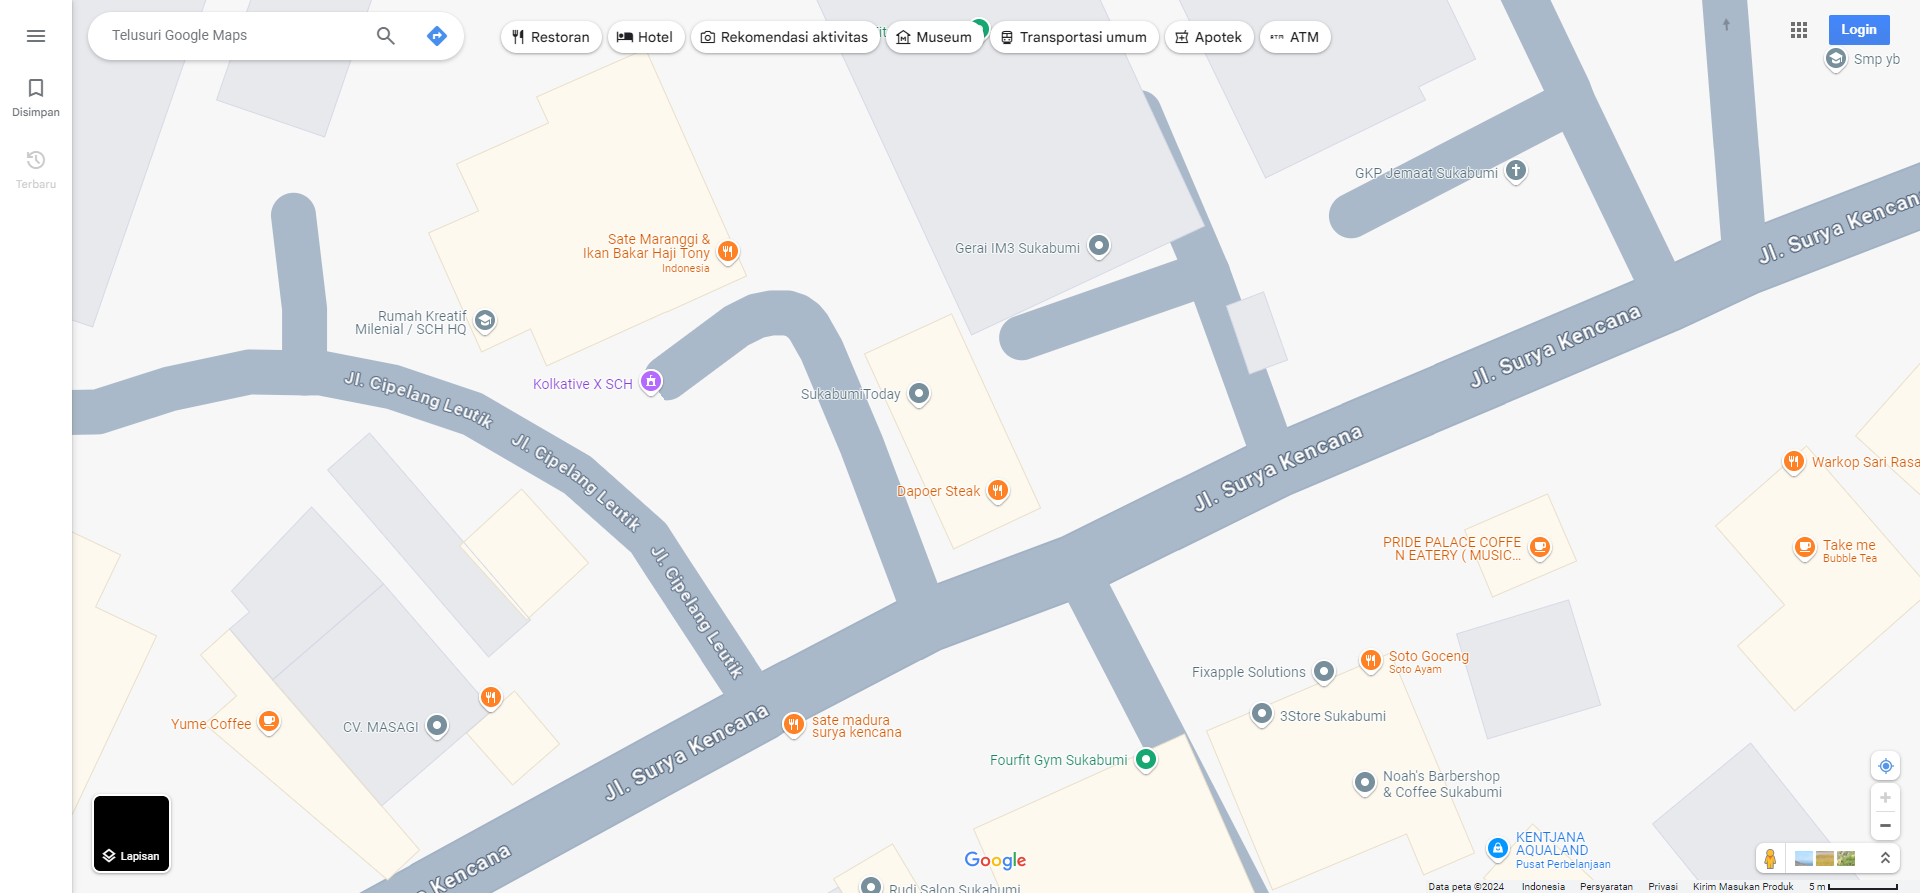 Telusuri Google Maps
Restoran
Hotel
Rekomendasi aktivitas
Museum
Transportasi umum
Apotek
ATM
Login
Smp yb
Disimpan
Terbaru
GKP Jemaat Sukabumi
Jl. Surya Kencana
Sate Maranggi &
Ikan Bakar Haji Tony
Indonesia
Gerai IM3 Sukabumi
Rumah Kreatif
Milenial / SCH HQ
Jl. Surya Kencana
Kolkative X SCH
SukabumiToday
Jl. Cipelang Leutik
Jl. Cipelang Leutik
Jl. Surya Kencana
Warkop Sari Rasa
Dapoer Steak
PRIDE PALACE COFFE
N EATERY ( MUSIC...
Take me
Bubble Tea
Jl. Cipelang Leutik
Soto Goceng
Soto Ayam
Fixapple Solutions
3Store Sukabumi
Yume Coffee
CV. MASAGI
sate madura
surya kencana
Jl. Surya Kencana
Fourfit Gym Sukabumi
Noah's Barbershop
& Coffee Sukabumi
KENTJANA
AQUALAND
Pusat Perbelanjaan
Lapisan
Google
Kencana
Rudi Salon Sukabumi
Data peta ©2024
Indonesia
Persyaratan
Privasi
Kirim Masukan Produk
5 m